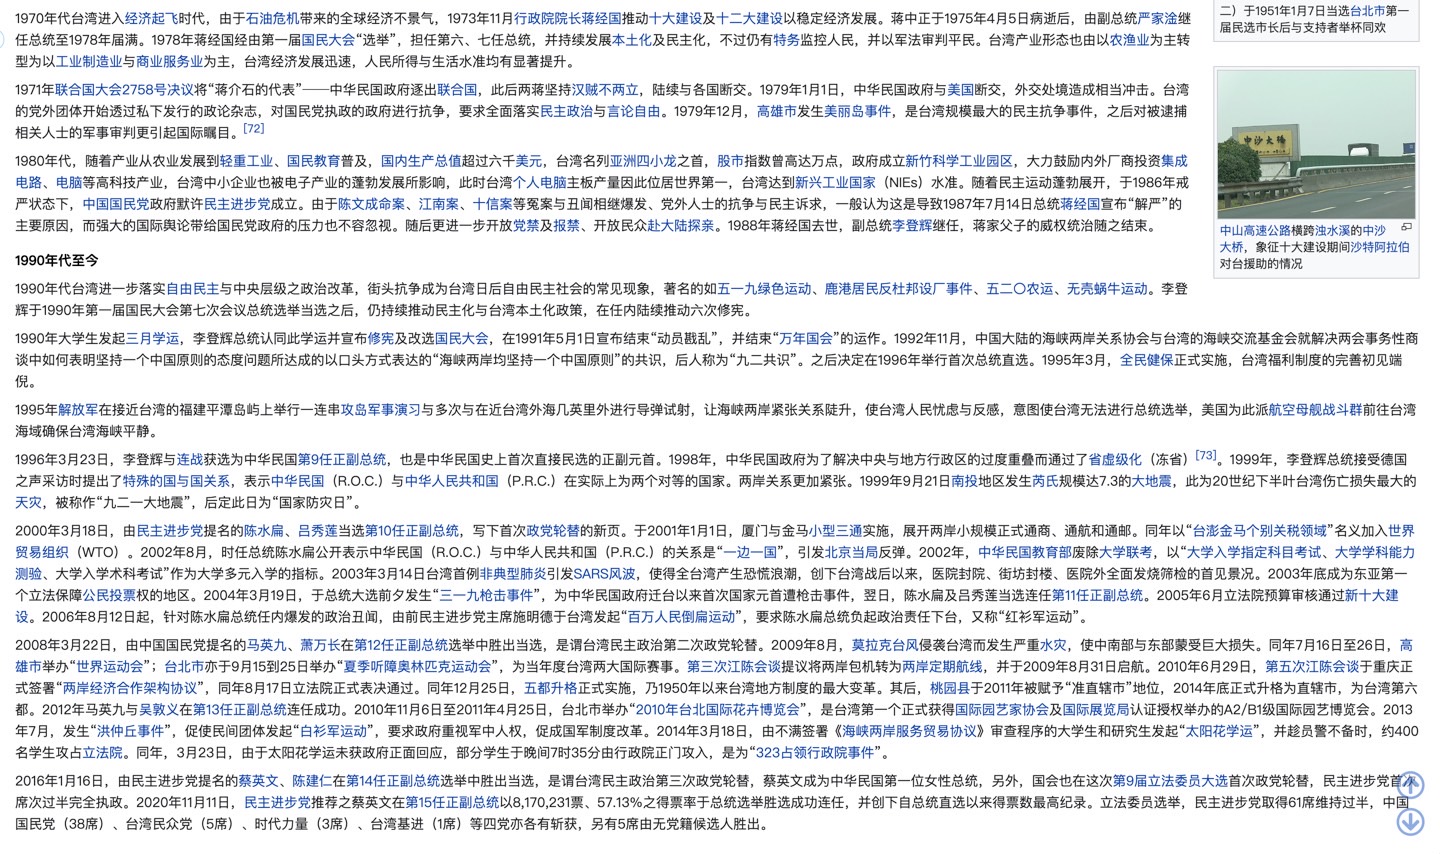 1970年代台湾进入经济起飞时代，由于石油危机带来的全球经济不景气，1973年11月行政院院长蒋经国推动十大建设及十二大建设以稳定经济发展。蒋中正于1975年4月5日病逝后，由副总统严家淦继
任总统至1978年届满。1978年蒋经国经由第一届国民大会“选举”，担任第六、七任总统，并持续发展本土化及民主化，不过仍有特务监控人民，并以军法审判平民。台湾产业形态也由以农渔业为主转
型为以工业制造业与商业服务业为主，台湾经济发展迅速，人民所得与生活水准均有显著提升。
1971年联合国大会2758号决议将“蒋介石的代表”——中华民国政府逐出联合国，此后两蒋坚持汉贼不两立，陆续与各国断交。1979年1月1日，中华民国政府与美国断交，外交处境造成相当冲击。台湾
的党外团体开始透过私下发行的政论杂志，对国民党执政的政府进行抗争，要求全面落实民主政治与言论自由。1979年12月，高雄市发生美丽岛事件，是台湾规模最大的民主抗争事件，之后对被逮捕
相关人士的军事审判更引起国际瞩目。[72]
1980年代，随着产业从农业发展到轻重工业、国民教育普及，国内生产总值超过六千美元，台湾名列亚洲四小龙之首，股市指数曾高达万点，政府成立新竹科学工业园区，大力鼓励内外厂商投资集成
电路、电脑等高科技产业，台湾中小企业也被电子产业的蓬勃发展所影响，此时台湾个人电脑主板产量因此位居世界第一，台湾达到新兴工业国家（NIEs）水准。随着民主运动蓬勃展开，于1986年戒
严状态下，中国国民党政府默许民主进步党成立。由于陈文成命案、江南案、十信案等冤案与丑闻相继爆发、党外人士的抗争与民主诉求，一般认为这是导致1987年7月14日总统蒋经国宣布“解严”的
主要原因，而强大的国际舆论带给国民党政府的压力也不容忽视。随后更进一步开放党禁及报禁、开放民众赴大陆探亲。1988年蒋经国去世，副总统李登辉继任，蒋家父子的威权统治随之结束。
1990年代至今
1990年代台湾进一步落实自由民主与中央层级之政治改革，街头抗争成为台湾日后自由民主社会的常见现象，著名的如五一九绿色运动、鹿港居民反杜邦设厂事件、五二〇农运、无壳蜗牛运动。李登
辉于1990年第一届国民大会第七次会议总统选举当选之后，仍持续推动民主化与台湾本土化政策，在任内陆续推动六次修宪。
1990年大学生发起三月学运，李登辉总统认同此学运并宣布修宪及改选国民大会，在1991年5月1日宣布结束“动员戡乱”，并结束“万年国会”的运作。1992年11月，中国大陆的海峡两岸关系协会与台湾的海峡交流基金会就解决两会事务性商
谈中如何表明坚持一个中国原则的态度问题所达成的以口头方式表达的“海峡两岸均坚持一个中国原则”的共识，后人称为“九二共识”。之后决定在1996年举行首次总统直选。1995年3月，全民健保正式实施，台湾福利制度的完善初见端
倪。
1995年解放军在接近台湾的福建平潭岛屿上举行一连串攻岛军事演习与多次与在近台湾外海几英里外进行导弹试射，让海峡两岸紧张关系陡升，使台湾人民忧虑与反感，意图使台湾无法进行总统选举，美国为此派航空母舰战斗群前往台湾
海域确保台湾海峡平静。
1996年3月23日，李登辉与连战获选为中华民国第9任正副总统，也是中华民国史上首次直接民选的正副元首。1998年，中华民国政府为了解决中央与地方行政区的过度重叠而通过了省虚级化（冻省）[73]。1999年，李登辉总统接受德国
之声采访时提出了特殊的国与国关系，表示中华民国（R.O.C.）与中华人民共和国（P.R.C.）在实际上为两个对等的国家。两岸关系更加紧张。1999年9月21日南投地区发生芮氏规模达7.3的大地震，此为20世纪下半叶台湾伤亡损失最大的
天灾，被称作“九二一大地震”，后定此日为“国家防灾日”。
2000年3月18日，由民主进步党提名的陈水扁、吕秀莲当选第10任正副总统，写下首次政党轮替的新页。于2001年1月1日，厦门与金马小型三通实施，展开两岸小规模正式通商、通航和通邮。同年以“台澎金马个别关税领域”名义加入世界
贸易组织（WTO）。2002年8月，时任总统陈水扁公开表示中华民国（R.O.C.）与中华人民共和国（P.R.C.）的关系是“一边一国”，引发北京当局反弹。2002年，中华民国教育部废除大学联考，以“大学入学指定科目考试、大学学科能力
测验、大学入学术科考试”作为大学多元入学的指标。2003年3月14日台湾首例非典型肺炎引发SARS风波，使得全台湾产生恐慌浪潮，创下台湾战后以来，医院封院、街坊封楼、医院外全面发烧筛检的首见景况。2003年底成为东亚第一
个立法保障公民投票权的地区。2004年3月19日，于总统大选前夕发生“三一九枪击事件”，为中华民国政府迁台以来首次国家元首遭枪击事件，翌日，陈水扁及吕秀莲当选连任第11任正副总统。2005年6月立法院预算审核通过新十大建
设。2006年8月12日起，针对陈水扁总统任内爆发的政治丑闻，由前民主进步党主席施明德于台湾发起“百万人民倒扁运动”，要求陈水扁总统负起政治责任下台，又称“红衫军运动”。
2008年3月22日，由中国国民党提名的马英九、萧万长在第12任正副总统选举中胜出当选，是谓台湾民主政治第二次政党轮替。2009年8月，莫拉克台风侵袭台湾而发生严重水灾，使中南部与东部蒙受巨大损失。同年7月16日至26日，高
雄市举办“世界运动会”；台北市亦于9月15到25日举办“夏季听障奥林匹克运动会”，为当年度台湾两大国际赛事。第三次江陈会谈提议将两岸包机转为两岸定期航线，并于2009年8月31日启航。2010年6月29日，第五次江陈会谈于重庆正
式签署“两岸经济合作架构协议”，同年8月17日立法院正式表决通过。同年12月25日，五都升格正式实施，乃1950年以来台湾地方制度的最大变革。其后，桃园县于2011年被赋予“准直辖市”地位，2014年底正式升格为直辖市，为台湾第六
都。2012年马英九与吴敦义在第13任正副总统连任成功。2010年11月6日至2011年4月25日，台北市举办“2010年台北国际花卉博览会”，是台湾第一个正式获得国际园艺家协会及国际展览局认证授权举办的A2/B1级国际园艺博览会。2013
年7月，发生“洪仲丘事件”，促使民间团体发起“白衫军运动”，要求政府重视军中人权，促成国军制度改革。2014年3月18日，由不满签署《海峡两岸服务贸易协议》审查程序的大学生和研究生发起“太阳花学运”，并趁员警不备时，约400
名学生攻占立法院。同年，3月23日，由于太阳花学运未获政府正面回应，部分学生于晚间7时35分由行政院正门攻入，是为“323占领行政院事件”。
2016年1月16日，由民主进步党提名的蔡英文、陈建仁在第14任正副总统选举中胜出当选，是谓台湾民主政治第三次政党轮替，蔡英文成为中华民国第一位女性总统，另外，国会也在这次第9届立法委员大选首次政党轮替，民主进步党首次
席次过半完全执政。2020年11月11日，民主进步党推荐之蔡英文在第15任正副总统以8,170,231票、57.13%之得票率于总统选举胜选成功连任，并创下自总统直选以来得票数最高纪录。立法委员选举，民主进步党取得61席维持过半，中国
国民党（38席）、台湾民众党（5席）、时代力量（3席）、台湾基进（1席）等四党亦各有斩获，另有5席由无党籍候选人胜出。
二）于1951年1月7日当选台北市第一
届民选市长后与支持者举杯同欢
中沙大橋
中山高速公路横跨浊水溪的中沙
大桥，象征十大建设期间沙特阿拉伯
对台援助的情况